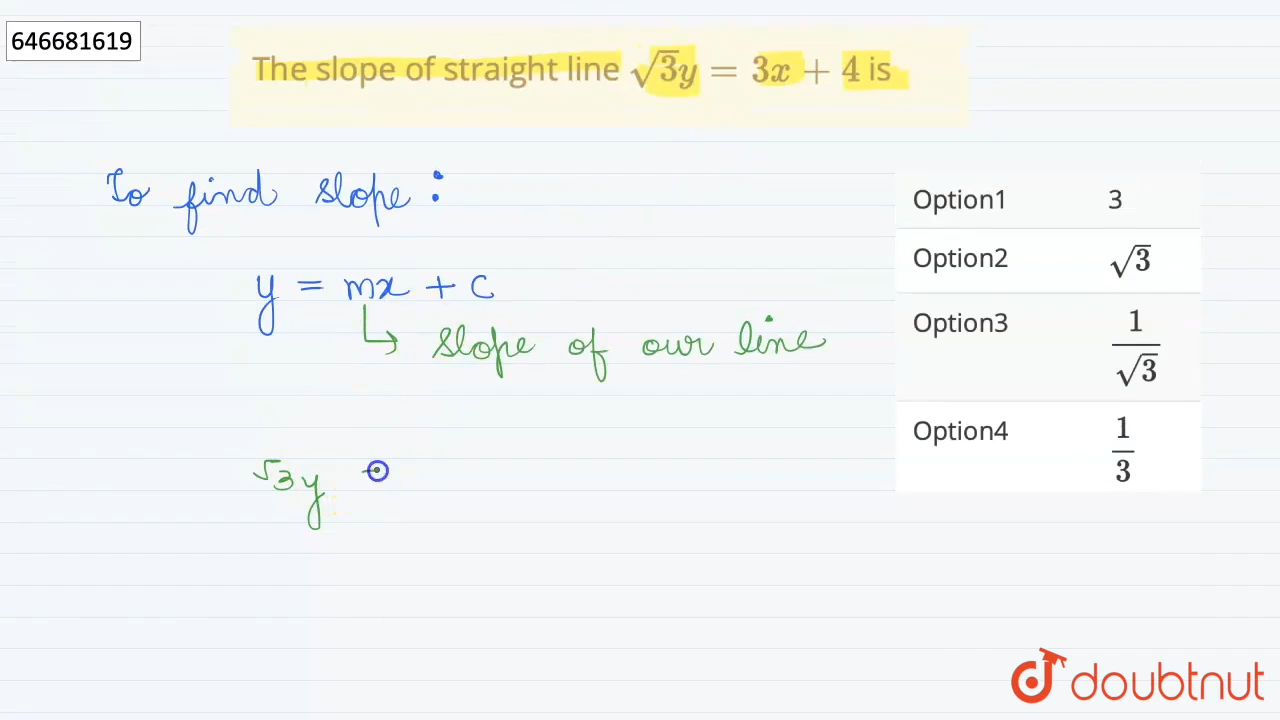 646681619
The slope of straight line √3y = 3x + 4 is
To find slope :
y = mx + c
↳ slope of our line
Option1 3
Option2 √3
Option3 1/√3
Option4 1/3
√3y
doubtnut